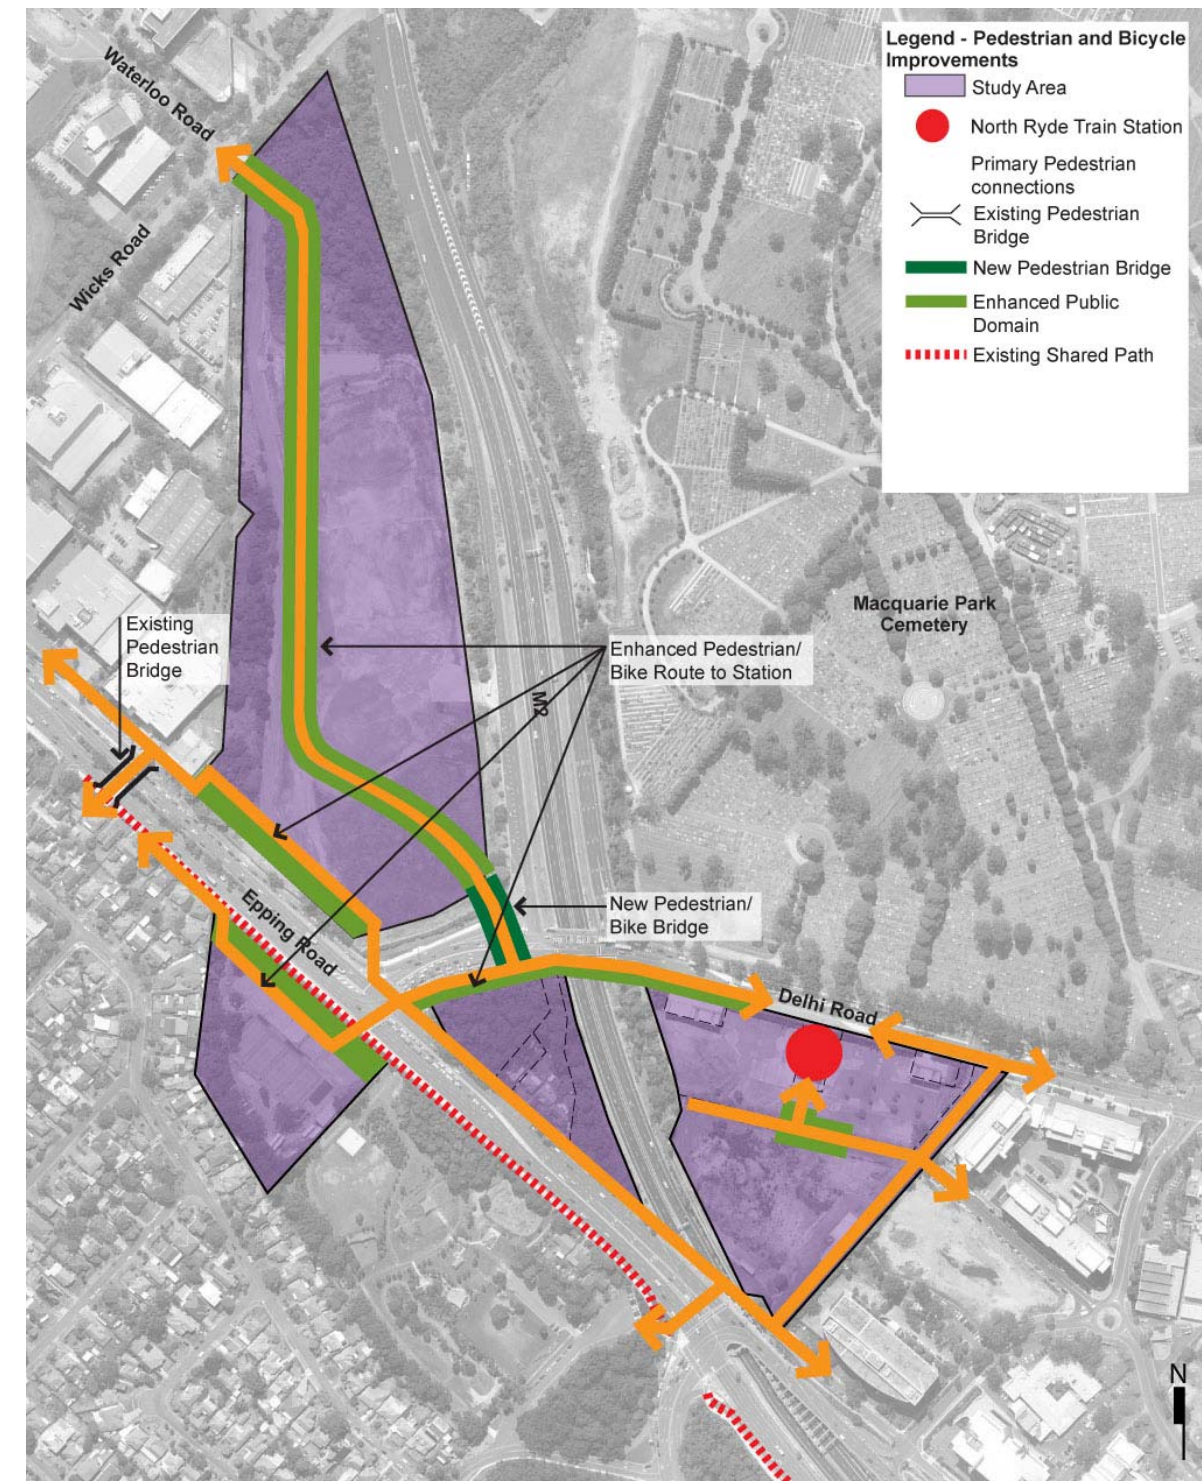 Legend - Pedestrian and Bicycle
Improvements
Study Area
North Ryde Train Station
Primary Pedestrian
connections
Existing Pedestrian
Bridge
New Pedestrian Bridge
Enhanced Public
Domain
Existing Shared Path
Waterloo Road
Wicks Road
Macquarie Park
Cemetery
Existing
Pedestrian
Bridge
Enhanced Pedestrian/
Bike Route to Station
M2
Epping Road
New Pedestrian/
Bike Bridge
Delhi Road
N